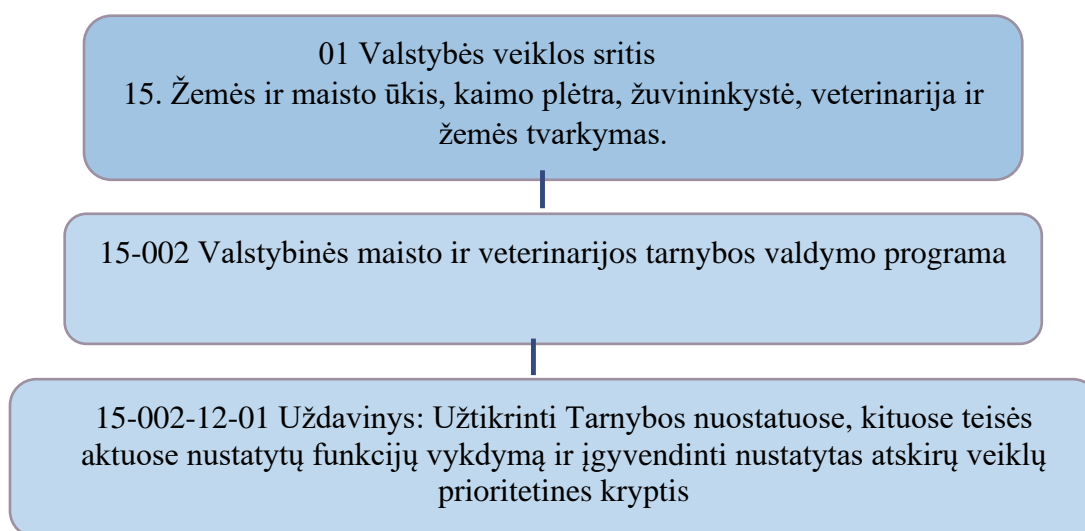 01 Valstybės veiklos sritis
15. Žemės ir maisto ūkis, kaimo plėtra, žuvininkystė, veterinarija ir
žemės tvarkymas.
15-002 Valstybinės maisto ir veterinarijos tarnybos valdymo programa
15-002-12-01 Uždavinys: Užtikrinti Tarnybos nuostatuose, kituose teisės
aktuose nustatytų funkcijų vykdymą ir įgyvendinti nustatytas atskirų veiklų
prioritetines kryptis